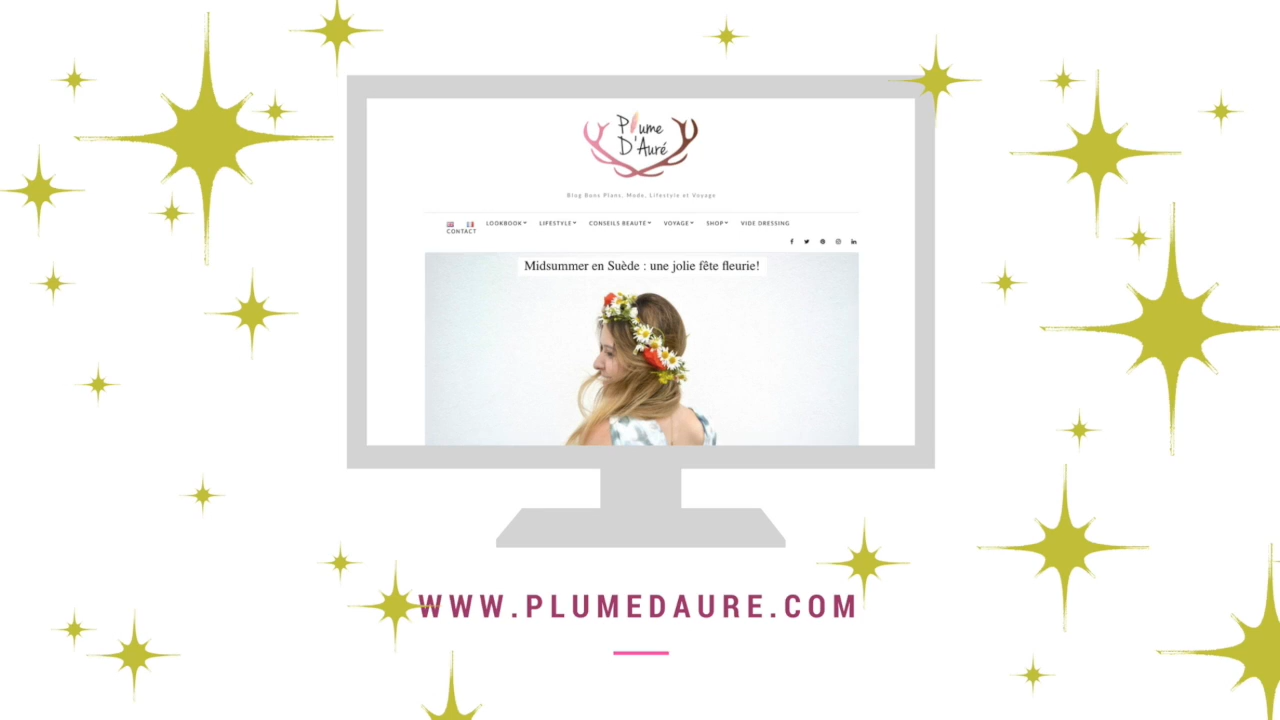 Plume
D'Auré
Blog Bons Plans, Mode, Lifestyle et Voyage
LOOKBOOK LIFESTYLE CONSEILS BEAUTE VOYAGE SHOP VIDE DRESSING
CONTACT
Midsummer en Suède : une jolie fête fleurie!
WWW.PLUMEDAURE.COM